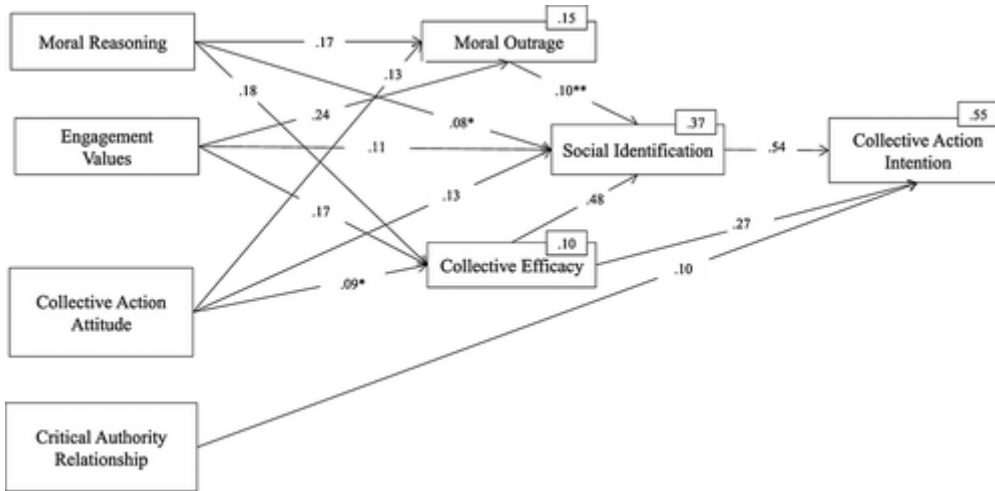 .15
Moral Reasoning
.17
Moral Outrage
.13
.18
.10**
.24
.08*
.37
.55
Engagement
Values
.11
Social Identification
.54
Collective Action
Intention
.13
.17
.48
.27
.10
Collective Efficacy
.09*
.10
Collective Action
Attitude
Critical Authority
Relationship